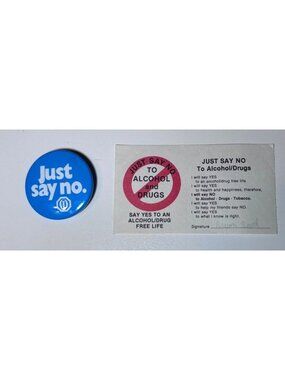 Just
say no.
JUST SAY NO
TO
ALCOHOL
and
DRUGS
SAY YES TO AN
ALCOHOL/DRUG
FREE LIFE
JUST SAY NO
To Alcohol/Drugs
I will say YES
to an alcohol/drug free life
I will say YES
to health and happiness, therefore,
I will say NO
to Alcohol - Drugs - Tobacco.
I will say YES
to help my friends say NO.
I will say YES
to what I know is right.
Signature